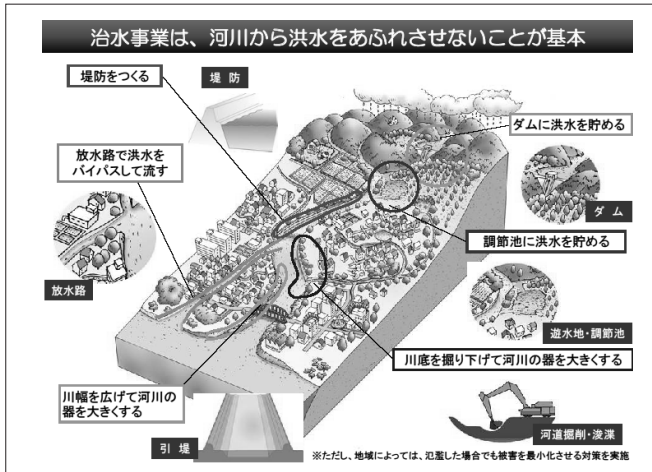 治水事業は、河川から洪水をあふれさせないことが基本
堤防をつくる
堤 防
ダムに洪水を貯める
放水路で洪水を
バイパスして流す
ダ ム
調節池に洪水を貯める
放水路
遊水地・調節池
川底を掘り下げて河川の器を大きくする
川幅を広げて河川の
器を大きくする
引 堤
河道掘削・浚渫
※ただし、地域によっては、氾濫した場合でも被害を最小化させる対策を実施